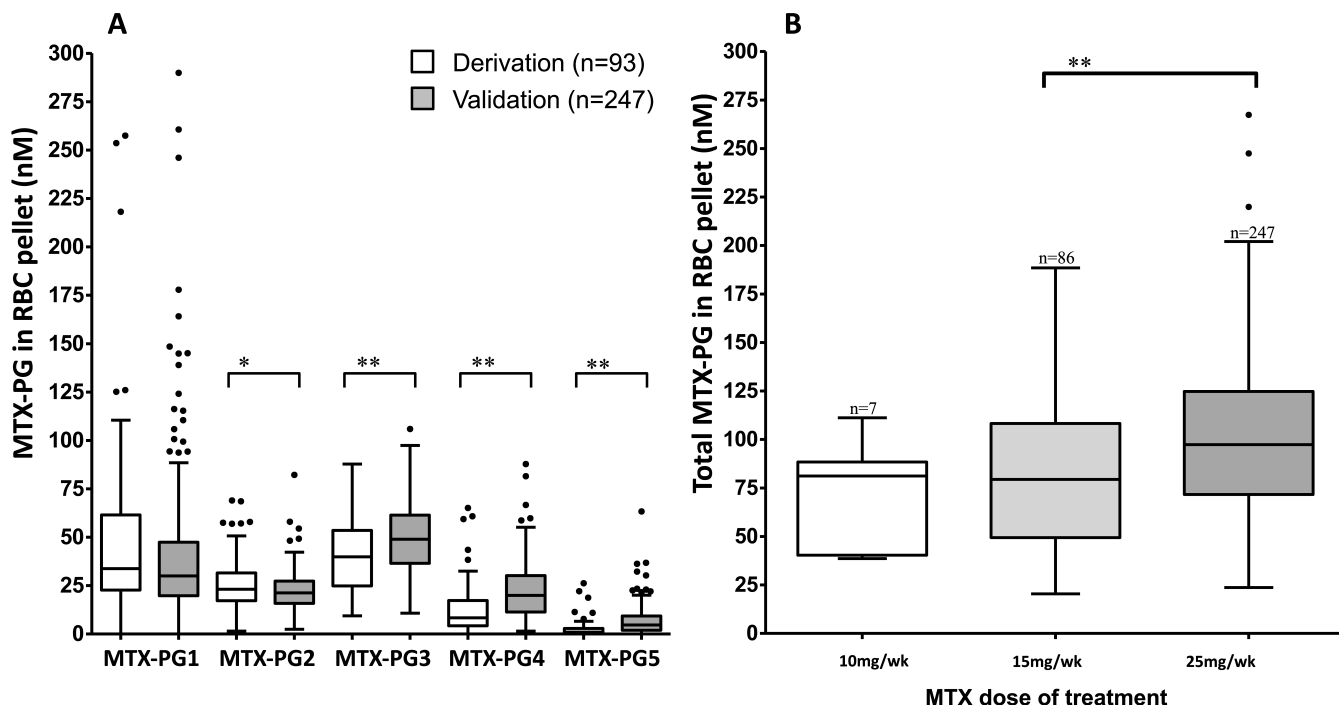 A
MTX-PG in RBC pellet (nM)
300
275
250
225
200
175
150
125
100
75
50
25
0
Derivation (n=93)
Validation (n=247)
*
**
**
**
MTX-PG1 MTX-PG2 MTX-PG3 MTX-PG4 MTX-PG5
B
Total MTX-PG in RBC pellet (nM)
300
275
250
225
200
175
150
125
100
75
50
25
0
**
n=7
n=86
n=247
10mg/wk 15mg/wk 25mg/wk
MTX dose of treatment